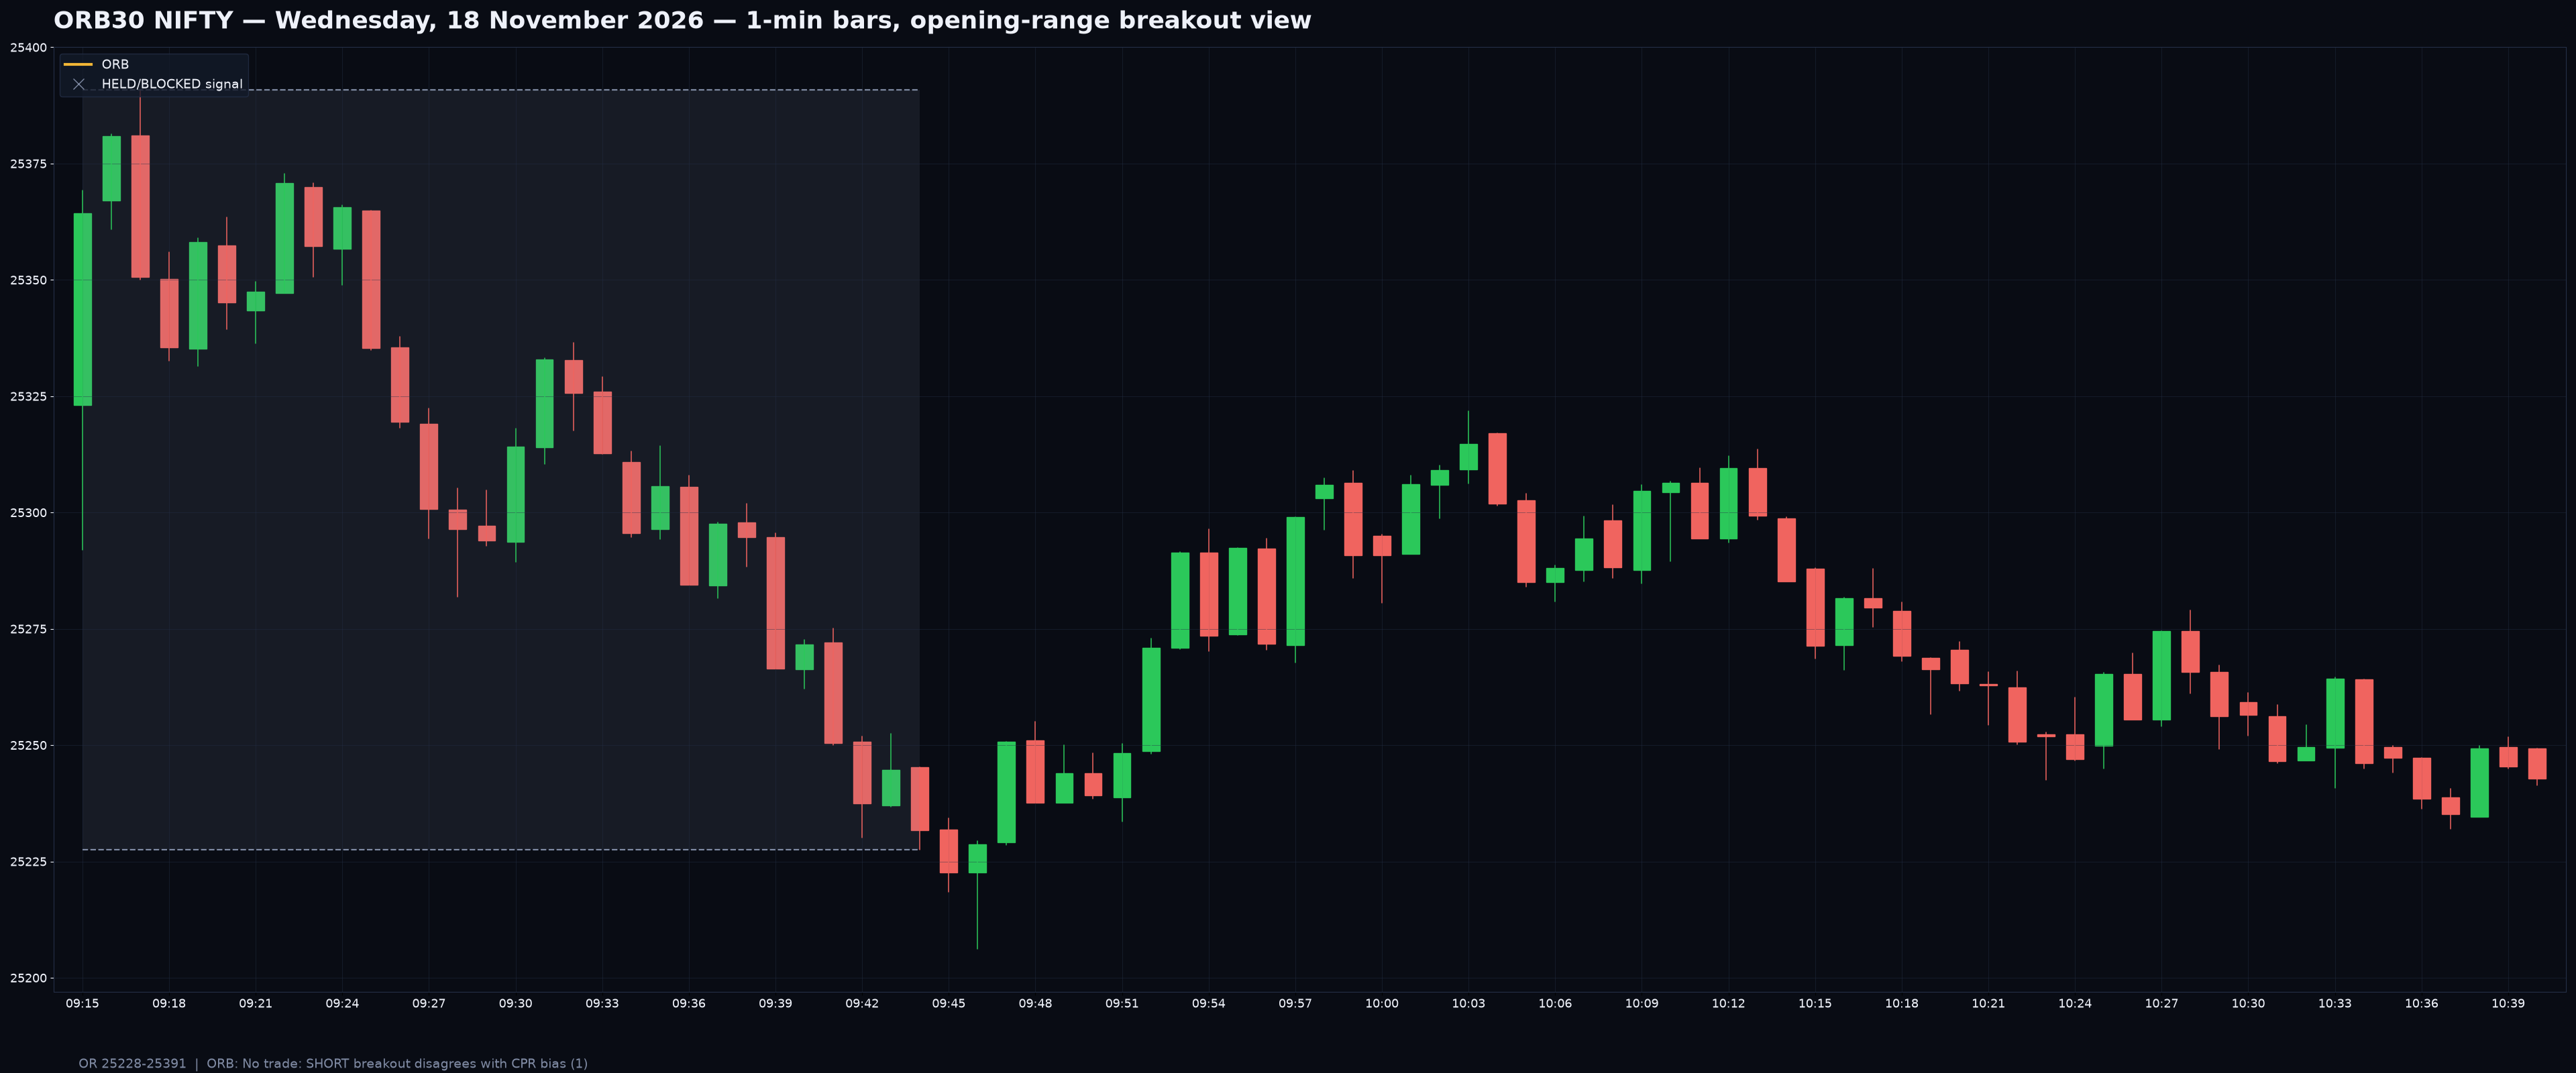 ORB30 NIFTY — Wednesday, 18 November 2026 — 1-min bars, opening-range breakout view
25400
ORB
HELD/BLOCKED signal
25375
25350
25325
25300
25275
25250
25225
25200
09:15 09:18 09:21 09:24 09:27 09:30 09:33 09:36 09:39 09:42 09:45 09:48 09:51 09:54 09:57 10:00 10:03 10:06 10:09 10:12 10:15 10:18 10:21 10:24 10:27 10:30 10:33 10:36 10:39
OR 25228-25391 | ORB: No trade: SHORT breakout disagrees with CPR bias (1)